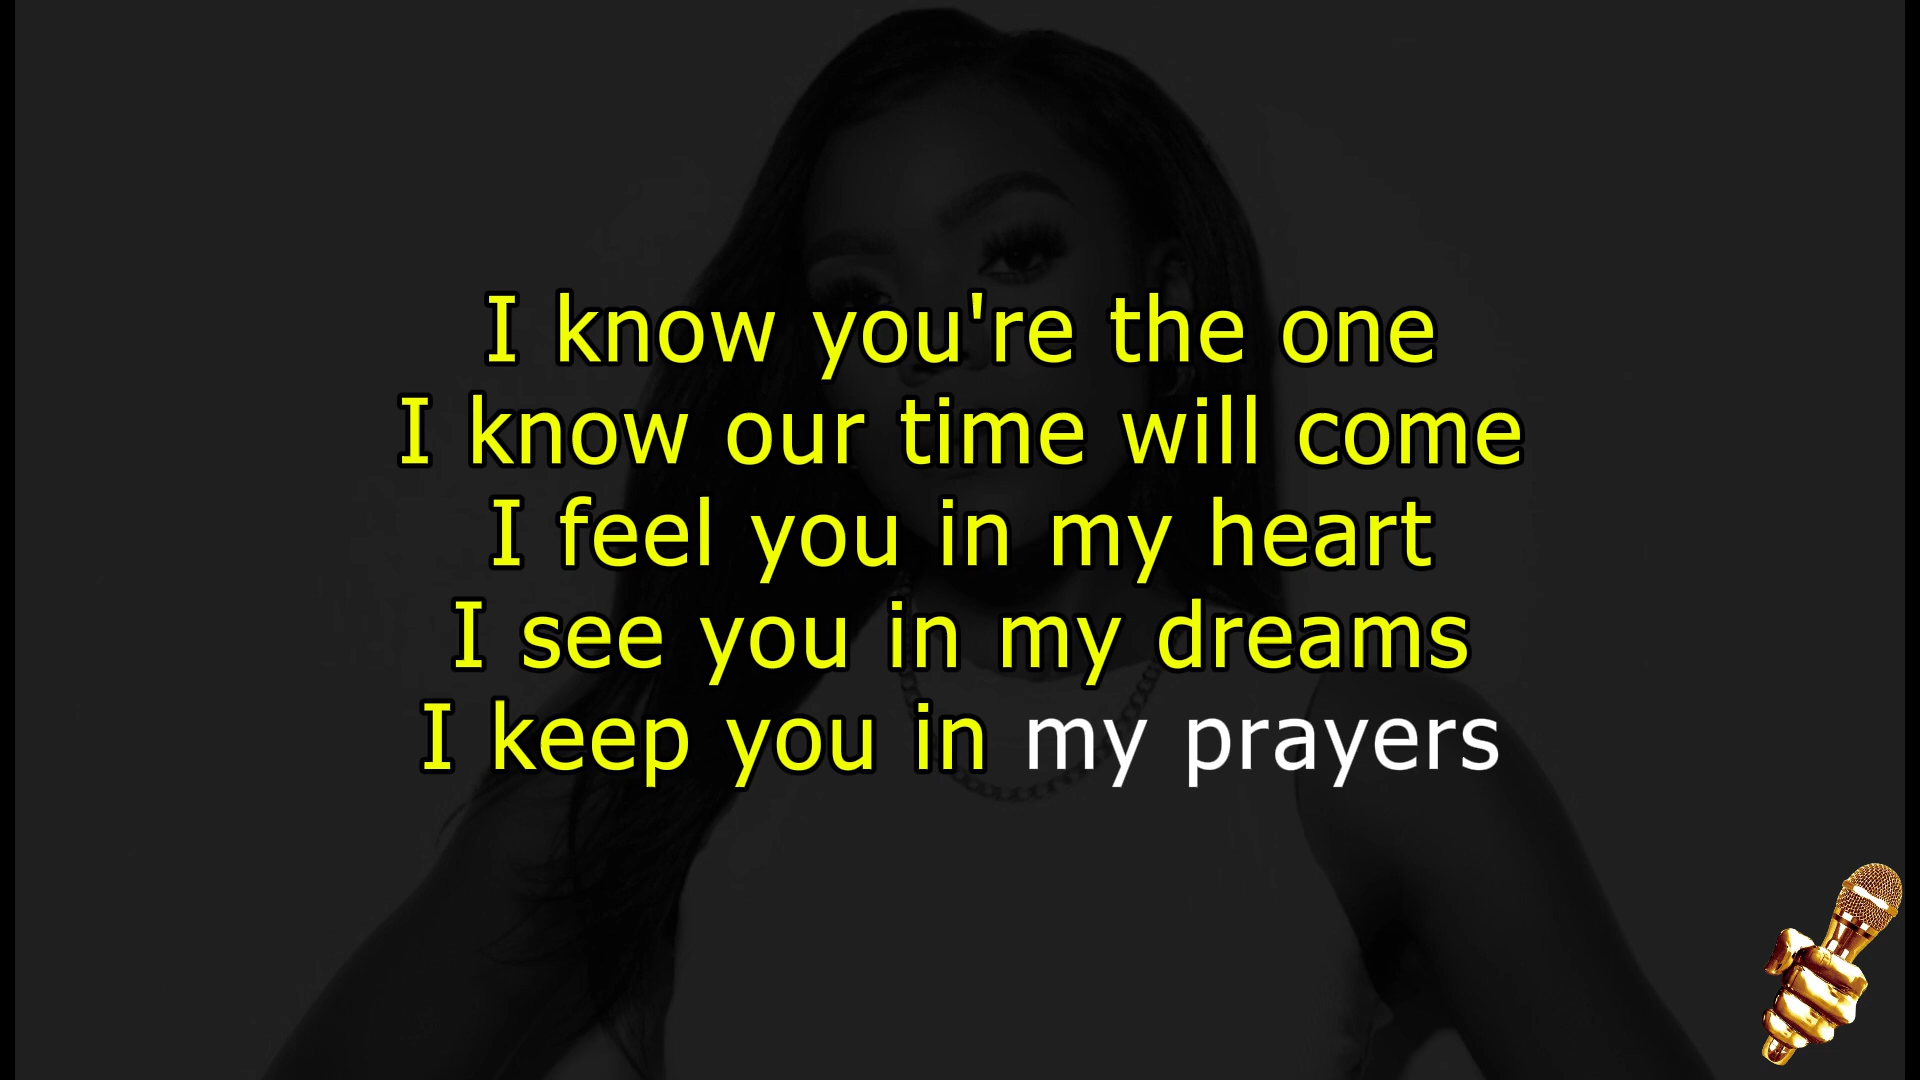 I know you're the one
I know our time will come
I feel you in my heart
I see you in my dreams
I keep you in my prayers